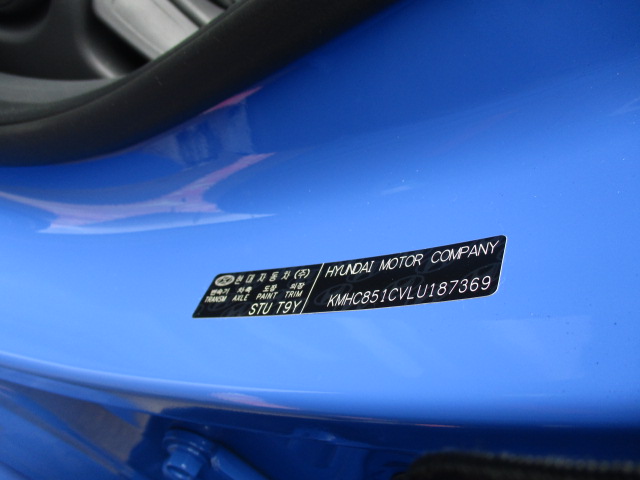 현대자동차(주)
변속기 차축 도장 의장
TRANSM AXLE PAINT TRIM
STU T9Y
HYUNDAI MOTOR COMPANY
KMHC851CVLU187369